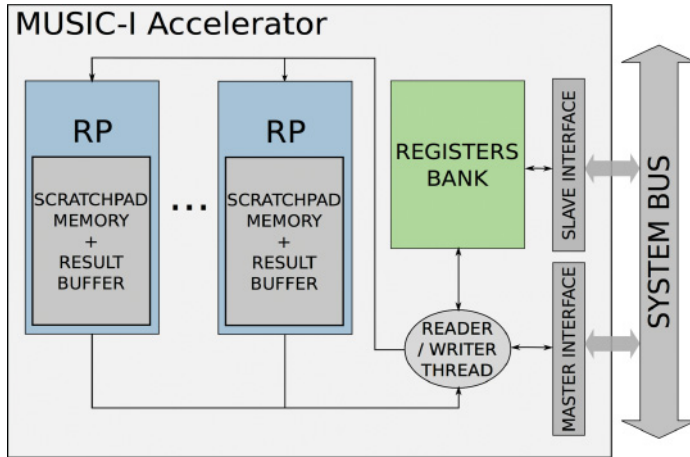 MUSIC-I Accelerator
RP
SCRATCHPAD
MEMORY
+
RESULT
BUFFER
...
RP
SCRATCHPAD
MEMORY
+
RESULT
BUFFER
REGISTERS
BANK
SLAVE INTERFACE
READER
/ WRITER
THREAD
MASTER INTERFACE
SYSTEM BUS